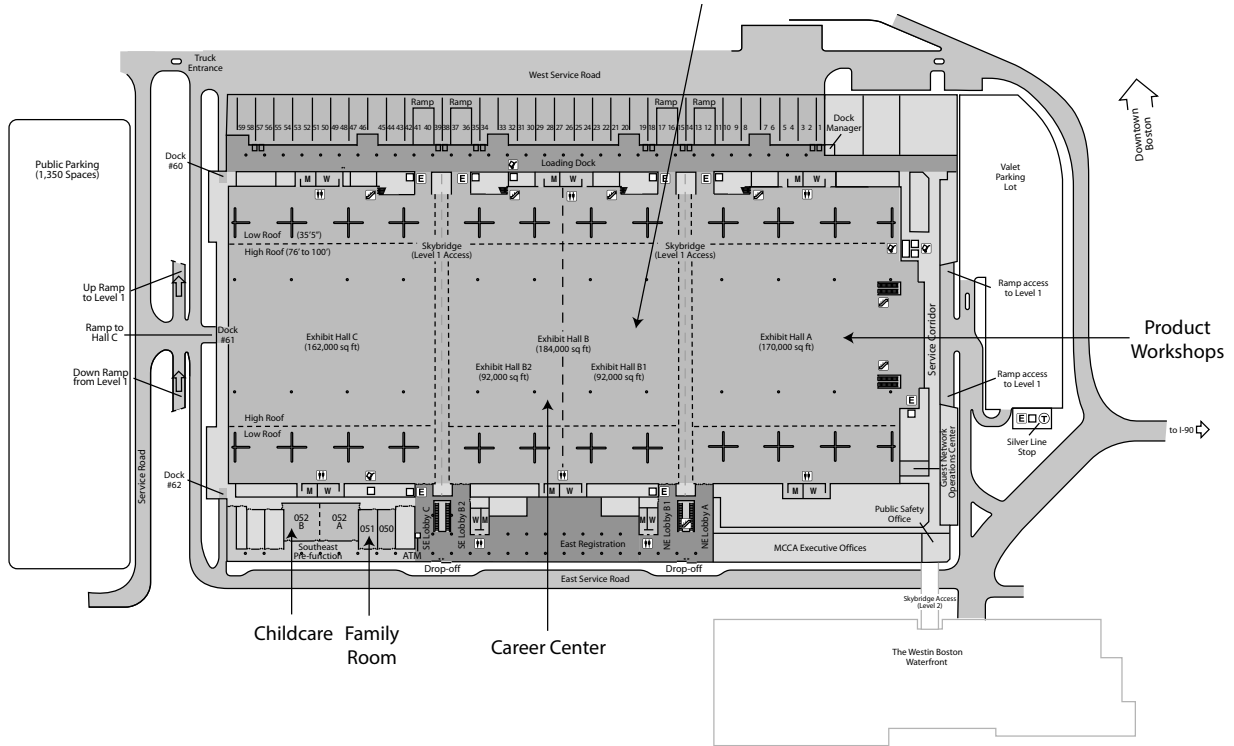 Truck
Entrance
West Service Road
Downtown
Boston
Ramp
Ramp
Ramp
Ramp
59 58 57 56 55 54 53 52 51 50 49 48 47 46 45 44 43 42 41 40 39 38 37 36 35 34 33 32 31 30 29 28 27 26 25 24 23 22 21 20 19 18 17 16 15 14 13 12 11 10 9 8 7 6 5 4 3 2 1
Dock
Manager
Public Parking
(1,350 Spaces)
Dock
#60
Loading Dock
Valet
Parking
Lot
M W
E
E
M W
E
E
M W
Low Roof (35'5")
High Roof (76' to 100')
Skybridge
(Level 1 Access)
Skybridge
(Level 1 Access)
Up Ramp
to Level 1
Ramp access
to Level 1
Ramp to
Hall C
Dock
#61
Exhibit Hall C
(162,000 sq ft)
Exhibit Hall B
(184,000 sq ft)
Exhibit Hall A
(170,000 sq ft)
Service Corridor
Product
Workshops
Down Ramp
from Level 1
Exhibit Hall B2
(92,000 sq ft)
Exhibit Hall B1
(92,000 sq ft)
Ramp access
to Level 1
E
High Roof
Low Roof
E T
Silver Line
Stop
to I-90
Service Road
Dock
#62
Guest Network
Operations Center
M W
E
M W
E
M W
052
B
052
A
051
050
SE Lobby C
SE Lobby B2
W M
W M
NE Lobby B1
NE Lobby A
Public Safety
Office
Southeast
Pre-function
ATM
East Registration
MCCA Executive Offices
Drop-off
Drop-off
East Service Road
Skybridge Access
(Level 2)
Childcare
Family
Room
Career Center
The Westin Boston
Waterfront